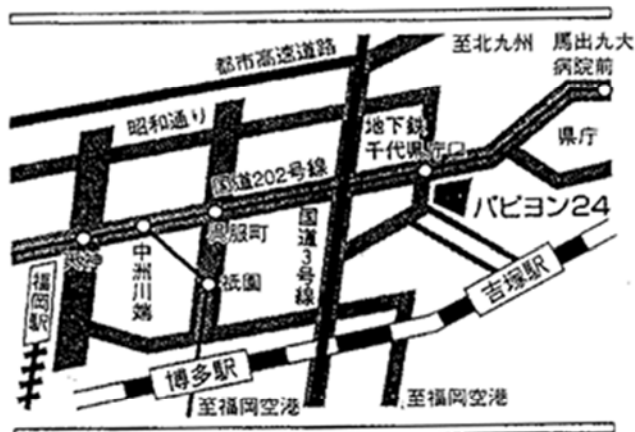 都市高速道路
至北九州
馬出九大
病院前
昭和通り
地下鉄
千代県庁口
県庁
国道202号線
パピヨン24
呉服町
国道3号線
天神
中洲川端
祇園
福岡駅
吉塚駅
博多駅
至福岡空港
至福岡空港